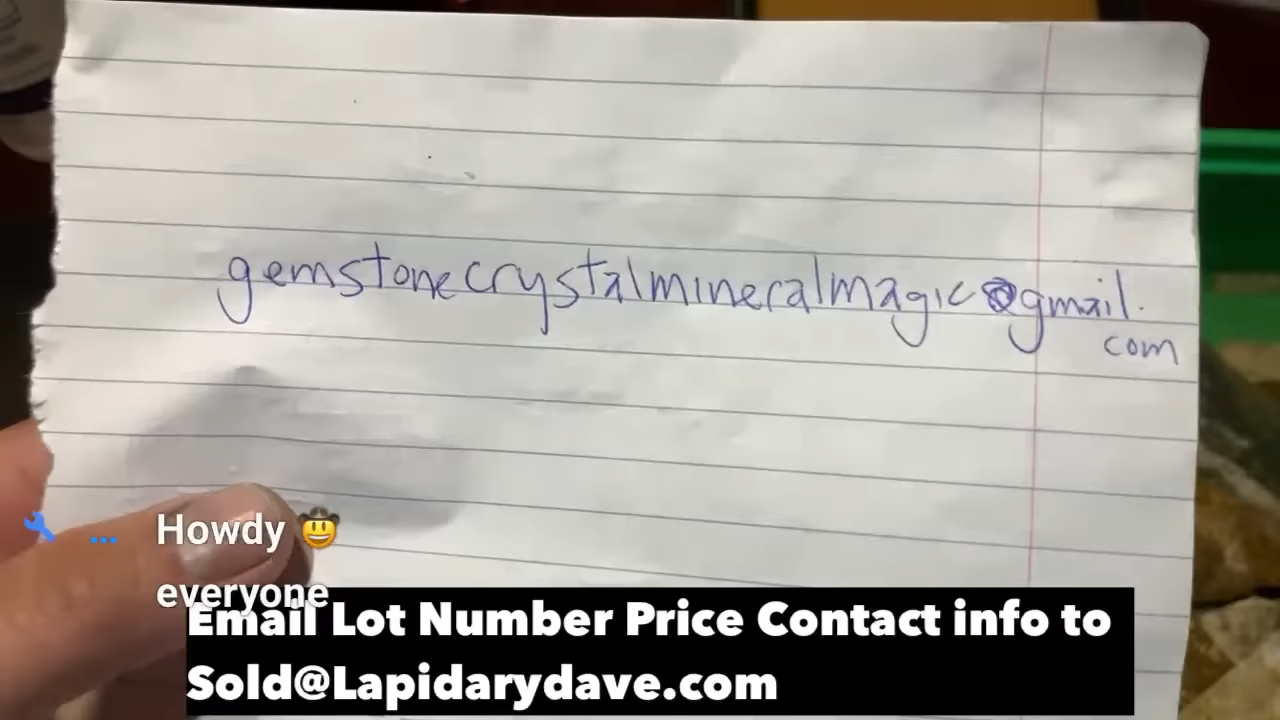 gemstonecrystalmineralmagic@gmail.
com
Howdy 🤠
everyone
Email Lot Number Price Contact info to
Sold@Lapidarydave.com